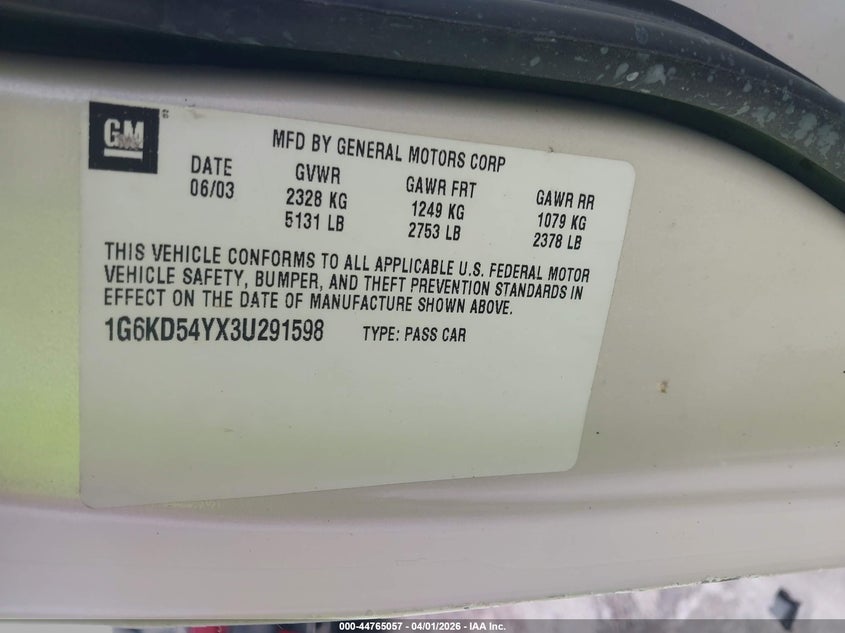 GM
MFD BY GENERAL MOTORS CORP
DATE GVWR GAWR FRT GAWR RR
06/03 2328 KG 1249 KG 1079 KG
5131 LB 2753 LB 2378 LB
THIS VEHICLE CONFORMS TO ALL APPLICABLE U.S. FEDERAL MOTOR
VEHICLE SAFETY, BUMPER, AND THEFT PREVENTION STANDARDS IN
EFFECT ON THE DATE OF MANUFACTURE SHOWN ABOVE.
1G6KD54YX3U291598 TYPE: PASS CAR
000-44765057 - 04/01/2026 - IAA Inc.